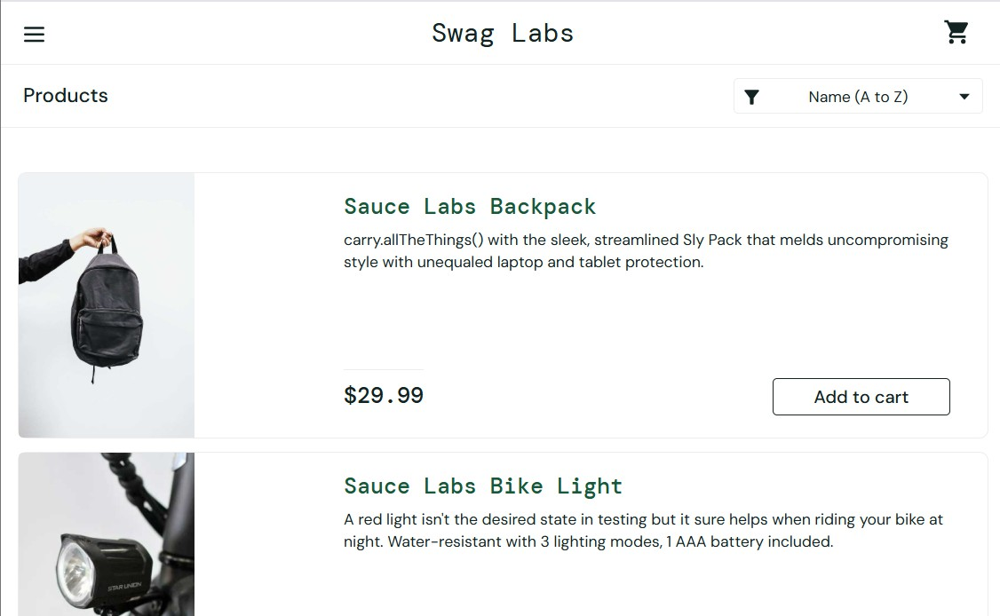 Swag Labs
Products
Name (A to Z)
Sauce Labs Backpack
carry.allTheThings() with the sleek, streamlined Sly Pack that melds uncompromising
style with unequaled laptop and tablet protection.
$29.99
Add to cart
Sauce Labs Bike Light
A red light isn't the desired state in testing but it sure helps when riding your bike at
night. Water-resistant with 3 lighting modes, 1 AAA battery included.
STAR UNION